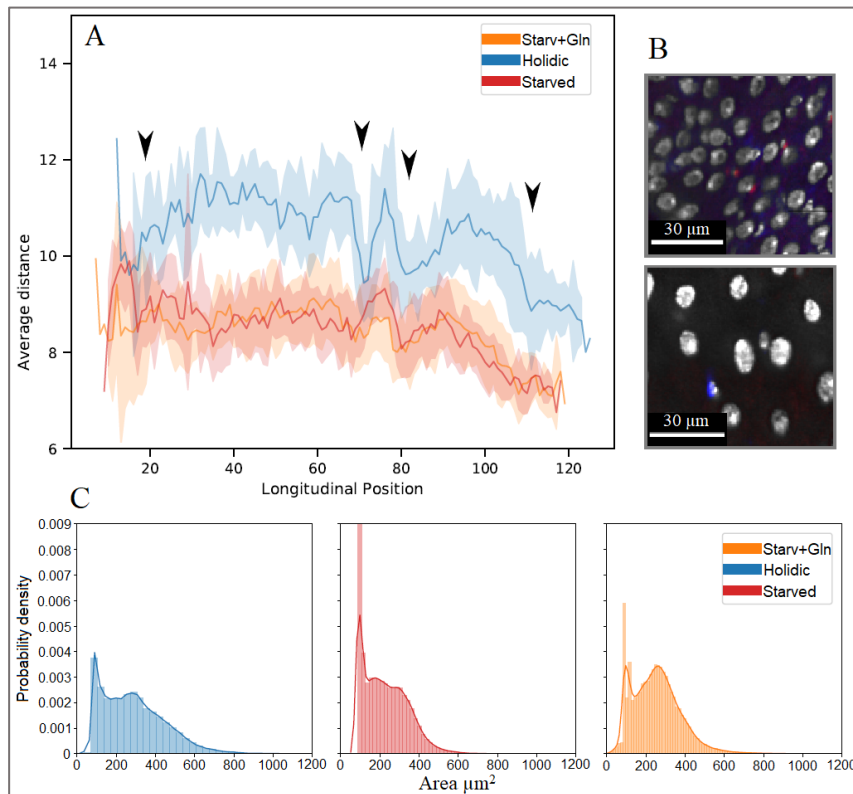 A
Starv+Gln
Holidic
Starved
14
12
10
8
6
Average distance
20
40
60
80
100
120
Longitudinal Position
B
30 µm
30 µm
C
Probability density
0.009
0.008
0.007
0.006
0.005
0.004
0.003
0.002
0.001
0
0 200 400 600 800 1000 1200
0 200 400 600 800 1000 1200
0 200 400 600 800 1000 1200
Starv+Gln
Holidic
Starved
Area µm²